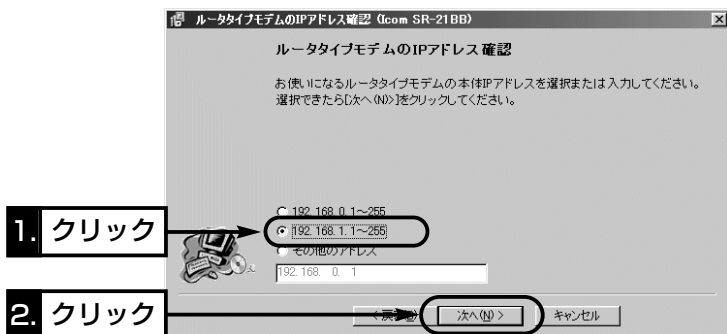 ルータタイプモデムのIPアドレス確認 (Icom SR-21BB)
ルータタイプモデムのIPアドレス確認
お使いになるルータタイプモデムの本体IPアドレスを選択または入力してください。
選択できたら[次へ(N)>]をクリックしてください。
192.168.0.1~255
1. クリック
192.168.1.1~255
その他のアドレス
192.168. 0. 1
2. クリック
次へ(N) >
キャンセル